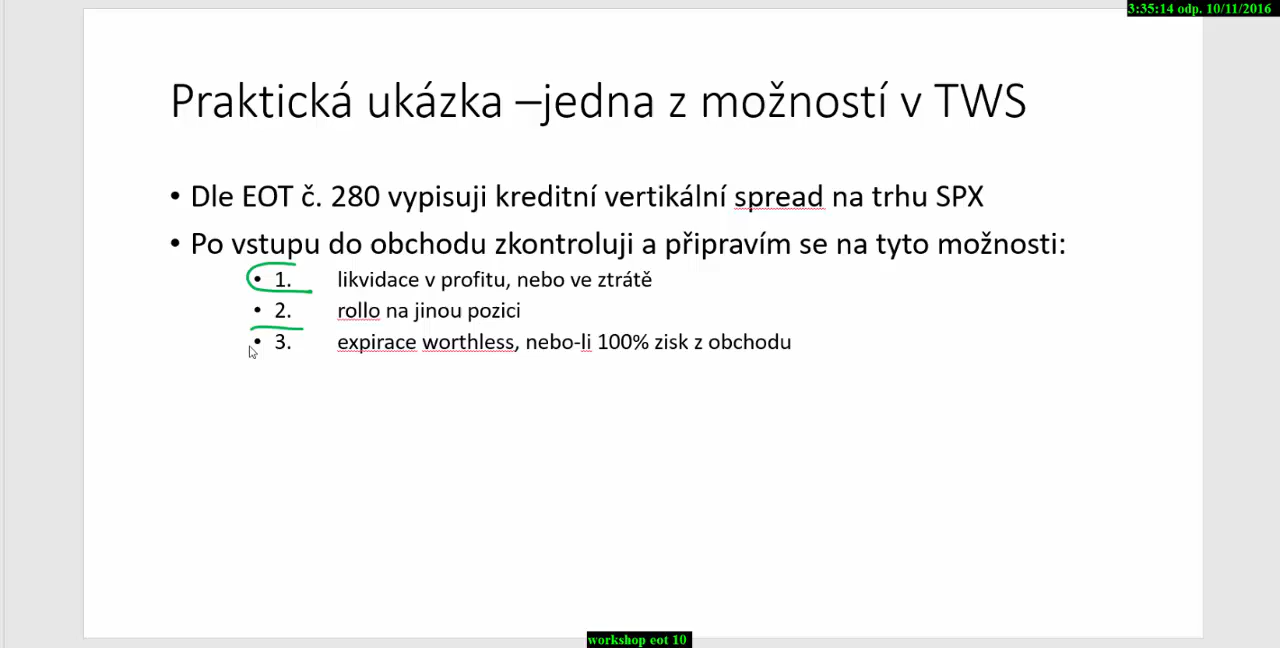 3:35:14 odp. 10/11/2016
Praktická ukázka –jedna z možností v TWS
• Dle EOT č. 280 vypisuji kreditní vertikální spread na trhu SPX
• Po vstupu do obchodu zkontroluji a připravím se na tyto možnosti:
• 1. likvidace v profitu, nebo ve ztrátě
• 2. rollo na jinou pozici
• 3. expirace worthless, nebo-li 100% zisk z obchodu
workshop eot 10